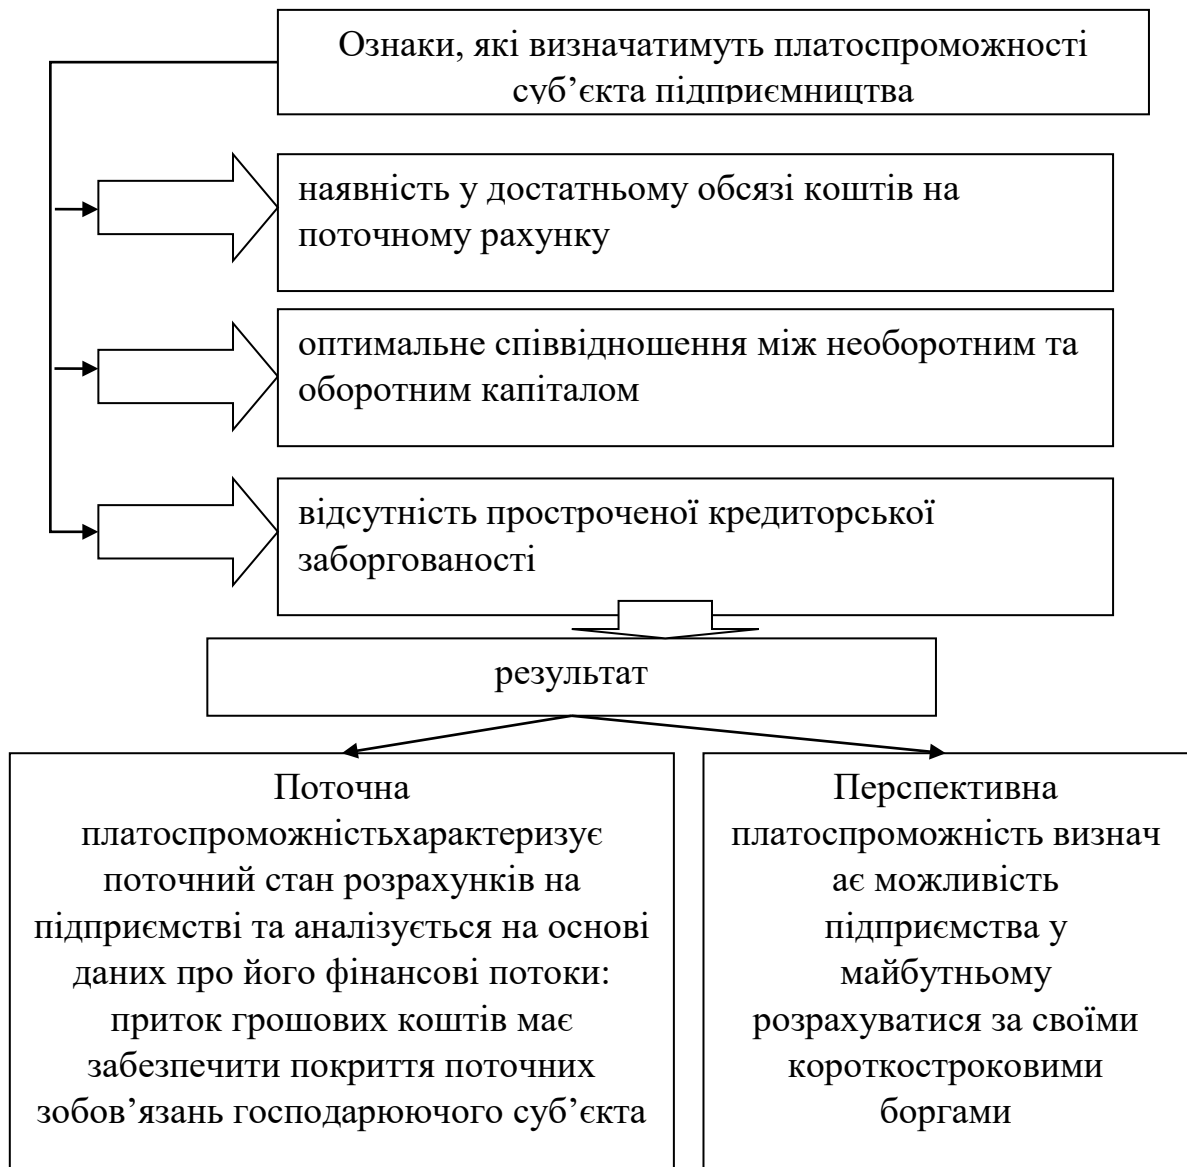 Ознаки, які визначатимуть платоспроможності
суб’єкта підприємництва
наявність у достатньому обсязі коштів на
поточному рахунку
оптимальне співвідношення між необоротним та
оборотним капіталом
відсутність простроченої кредиторської
заборгованості
результат
Поточна
платоспроможністьхарактеризує
поточний стан розрахунків на
підприємстві та аналізується на основі
даних про його фінансові потоки:
приток грошових коштів має
забезпечити покриття поточних
зобов’язань господарюючого суб’єкта
Перспективна
платоспроможність визнач
ає можливість
підприємства у
майбутньому
розрахуватися за своїми
короткостроковими
боргами